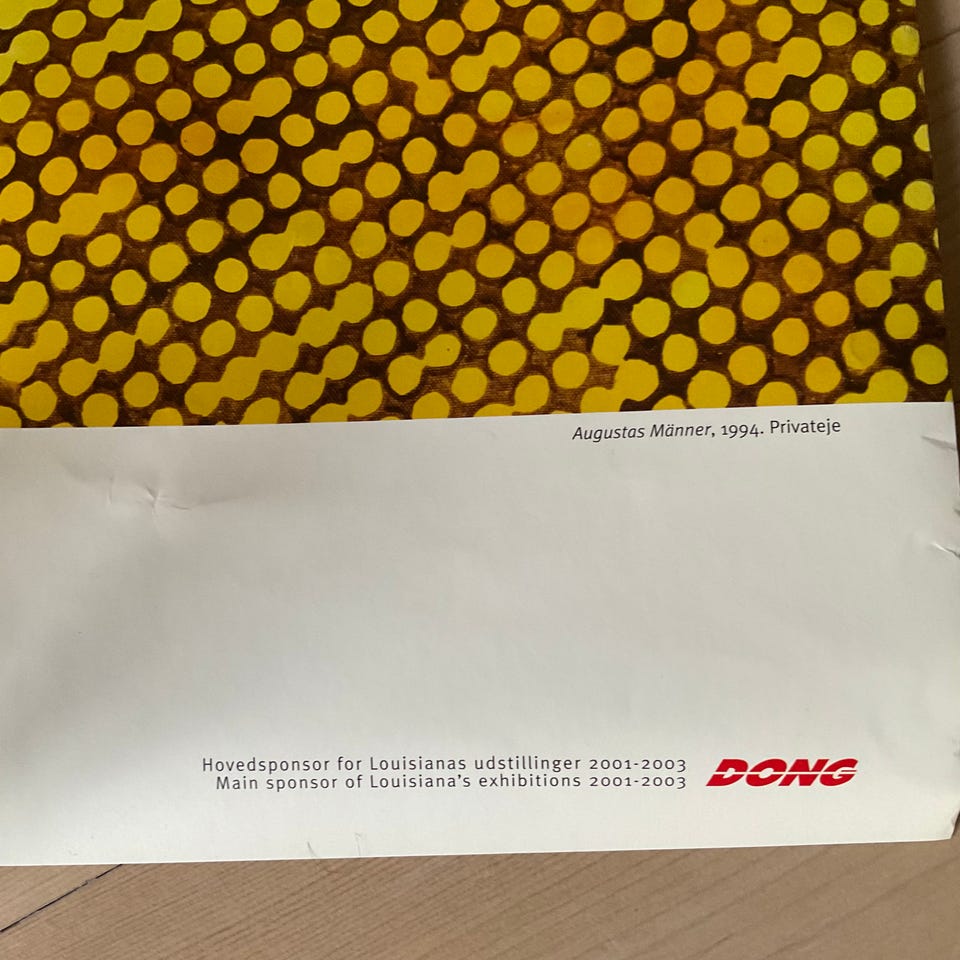 Augustas Männer, 1994. Privateje
Hovedsponsor for Louisianas udstillinger 2001-2003
Main sponsor of Louisiana's exhibitions 2001-2003
DONG